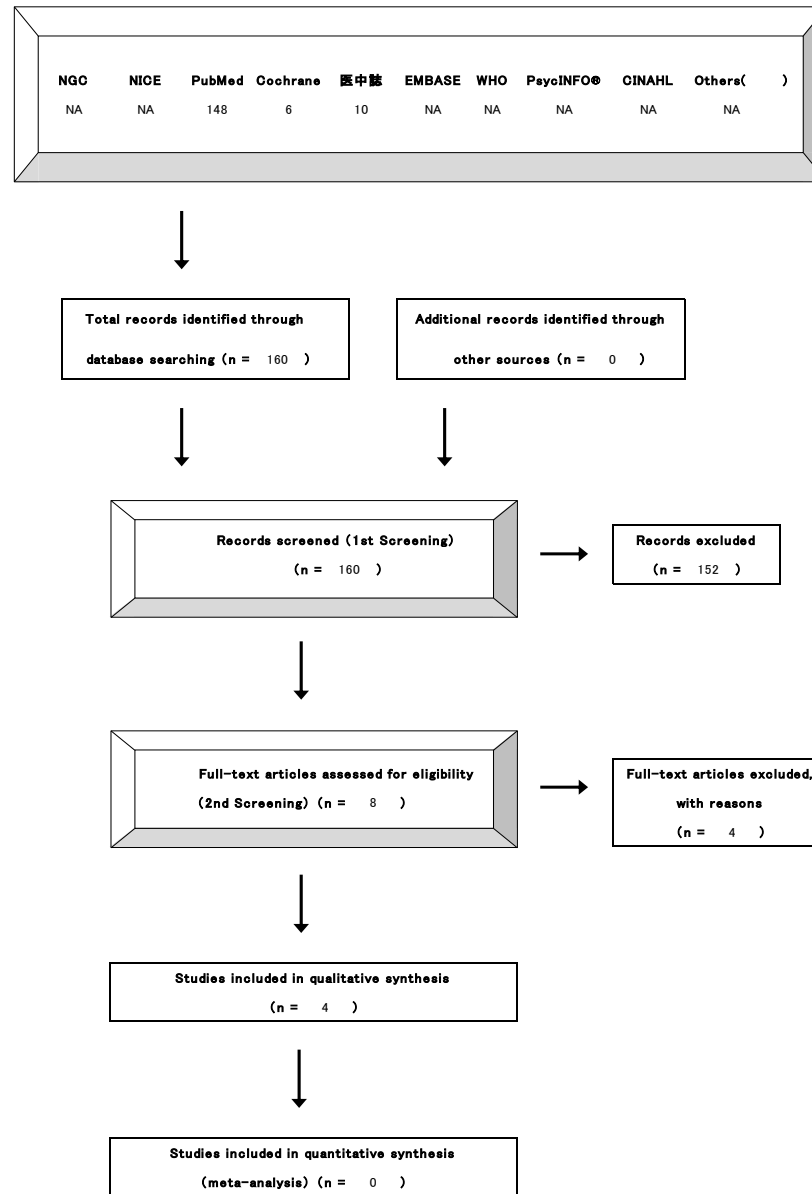 NGC NICE PubMed Cochrane 医中誌 EMBASE WHO PsycINFO® CINAHL Others( )
NA NA 148 6 10 NA NA NA NA NA
Total records identified through
database searching (n = 160 )
Additional records identified through
other sources (n = 0 )
Records screened (1st Screening)
(n = 160 )
Records excluded
(n = 152 )
Full-text articles assessed for eligibility
(2nd Screening) (n = 8 )
Full-text articles excluded,
with reasons
(n = 4 )
Studies included in qualitative synthesis
(n = 4 )
Studies included in quantitative synthesis
(meta-analysis) (n = 0 )